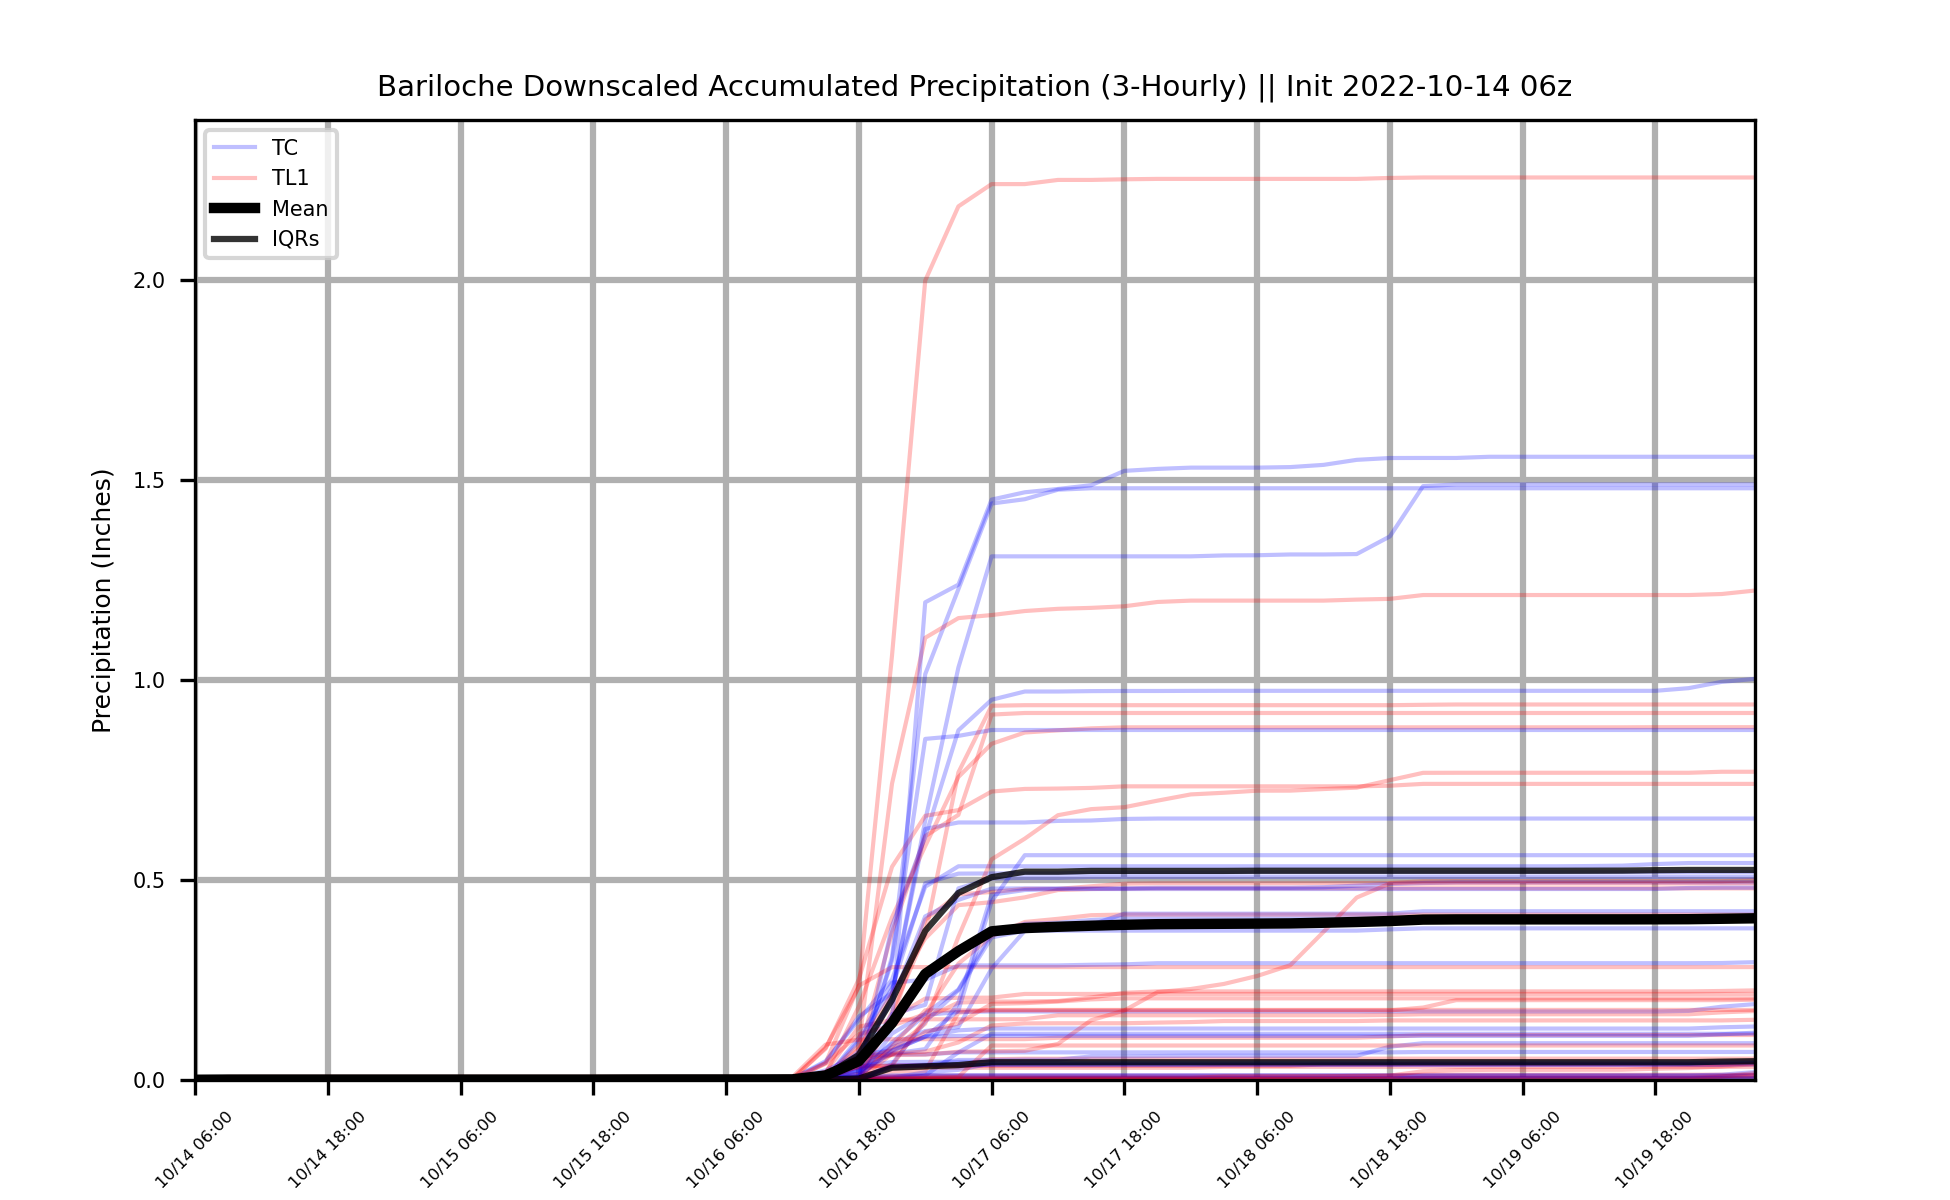 Bariloche Downscaled Accumulated Precipitation (3-Hourly) || Init 2022-10-14 06z
TC
TL1
Mean
IQRs
Precipitation (Inches)
2.0
1.5
1.0
0.5
0.0
10/14 06:00
10/14 18:00
10/15 06:00
10/15 18:00
10/16 06:00
10/16 18:00
10/17 06:00
10/17 18:00
10/18 06:00
10/18 18:00
10/19 06:00
10/19 18:00